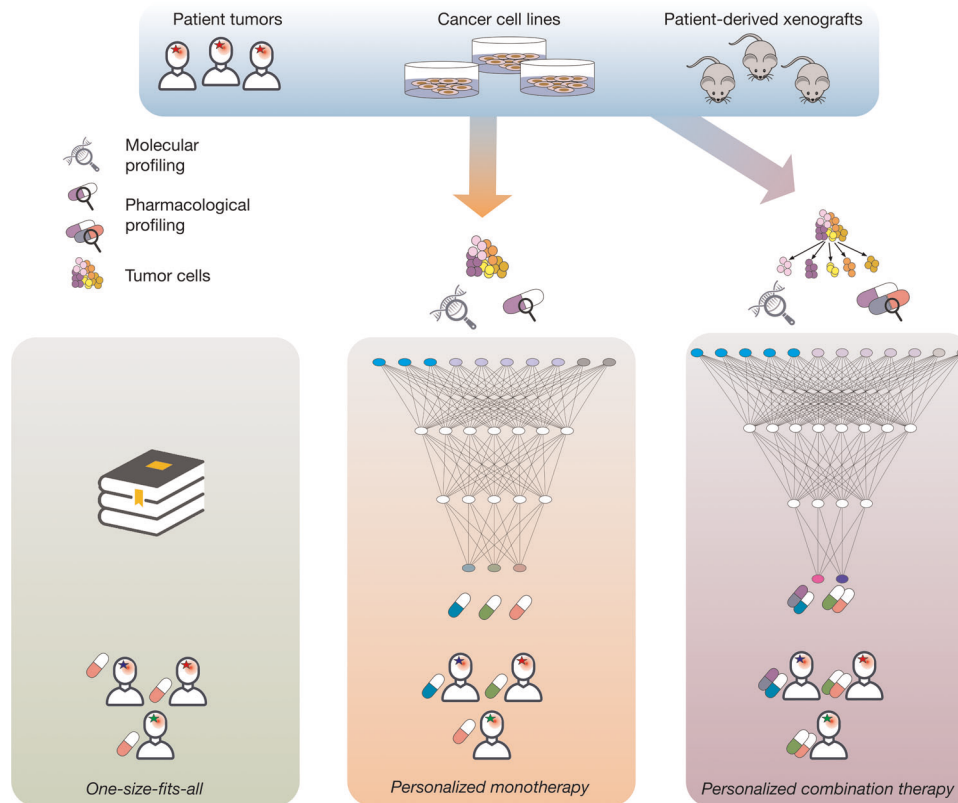 Patient tumors
Cancer cell lines
Patient-derived xenografts
Molecular
profiling
Pharmacological
profiling
Tumor cells
One-size-fits-all
Personalized monotherapy
Personalized combination therapy